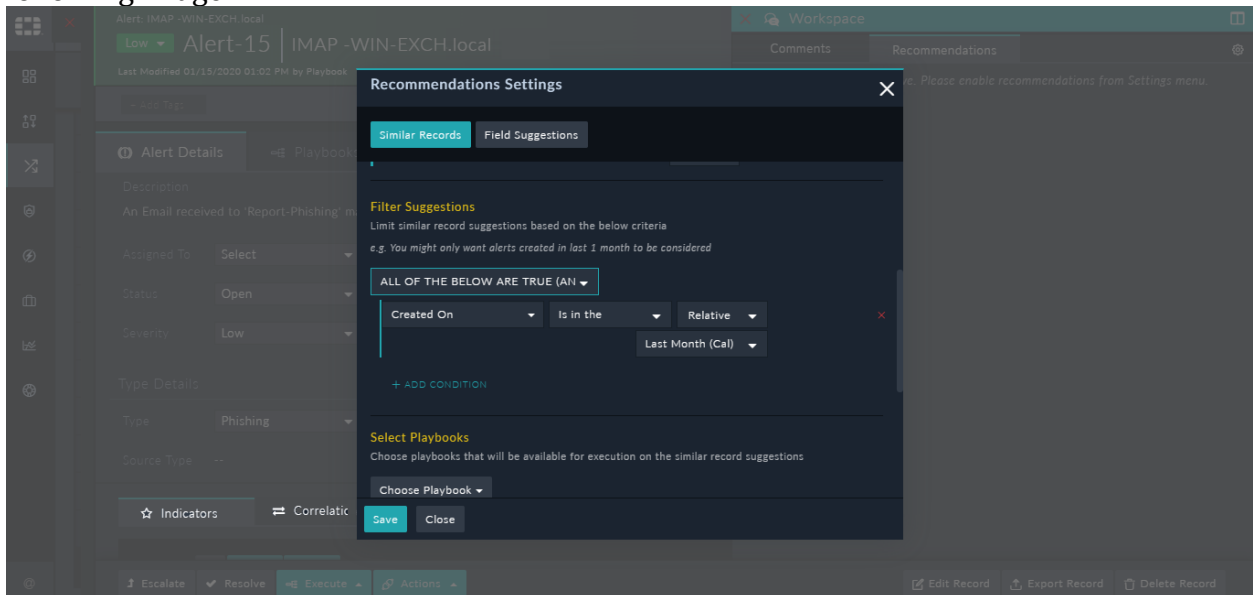 Alert: IMAP -WIN-EXCH.local
Low Alert-15 IMAP -WIN-EXCH.local
Last Modified 01/15/2020 01:02 PM by Playbook
+ Add Tags
Alert Details Playbooks
Description
An Email received to 'Report-Phishing' m
Assigned To Select
Status Open
Severity Low
Type Details
Type Phishing
Source Type --
Indicators Correlatic
Workspace
Comments Recommendations
Please enable recommendations from Settings menu.
Recommendations Settings
Similar Records Field Suggestions
Filter Suggestions
Limit similar record suggestions based on the below criteria
e.g. You might only want alerts created in last 1 month to be considered
ALL OF THE BELOW ARE TRUE (AN
Created On Is in the Relative
Last Month (Cal)
+ ADD CONDITION
Select Playbooks
Choose playbooks that will be available for execution on the similar record suggestions
Choose Playbook
Save Close
Escalate Resolve Execute Actions Edit Record Export Record Delete Record